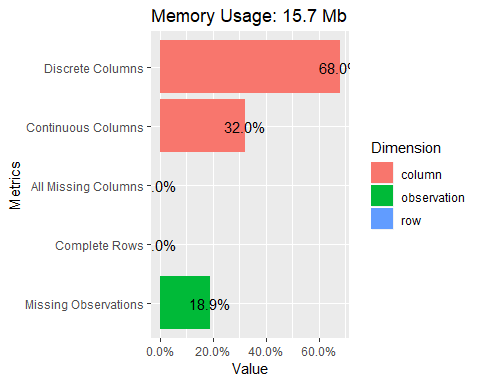 Memory Usage: 15.7 Mb
Metrics
Discrete Columns
68.0%
Continuous Columns
32.0%
All Missing Columns
.0%
Complete Rows
.0%
Missing Observations
18.9%
0.0% 20.0% 40.0% 60.0%
Value
Dimension
column
observation
row